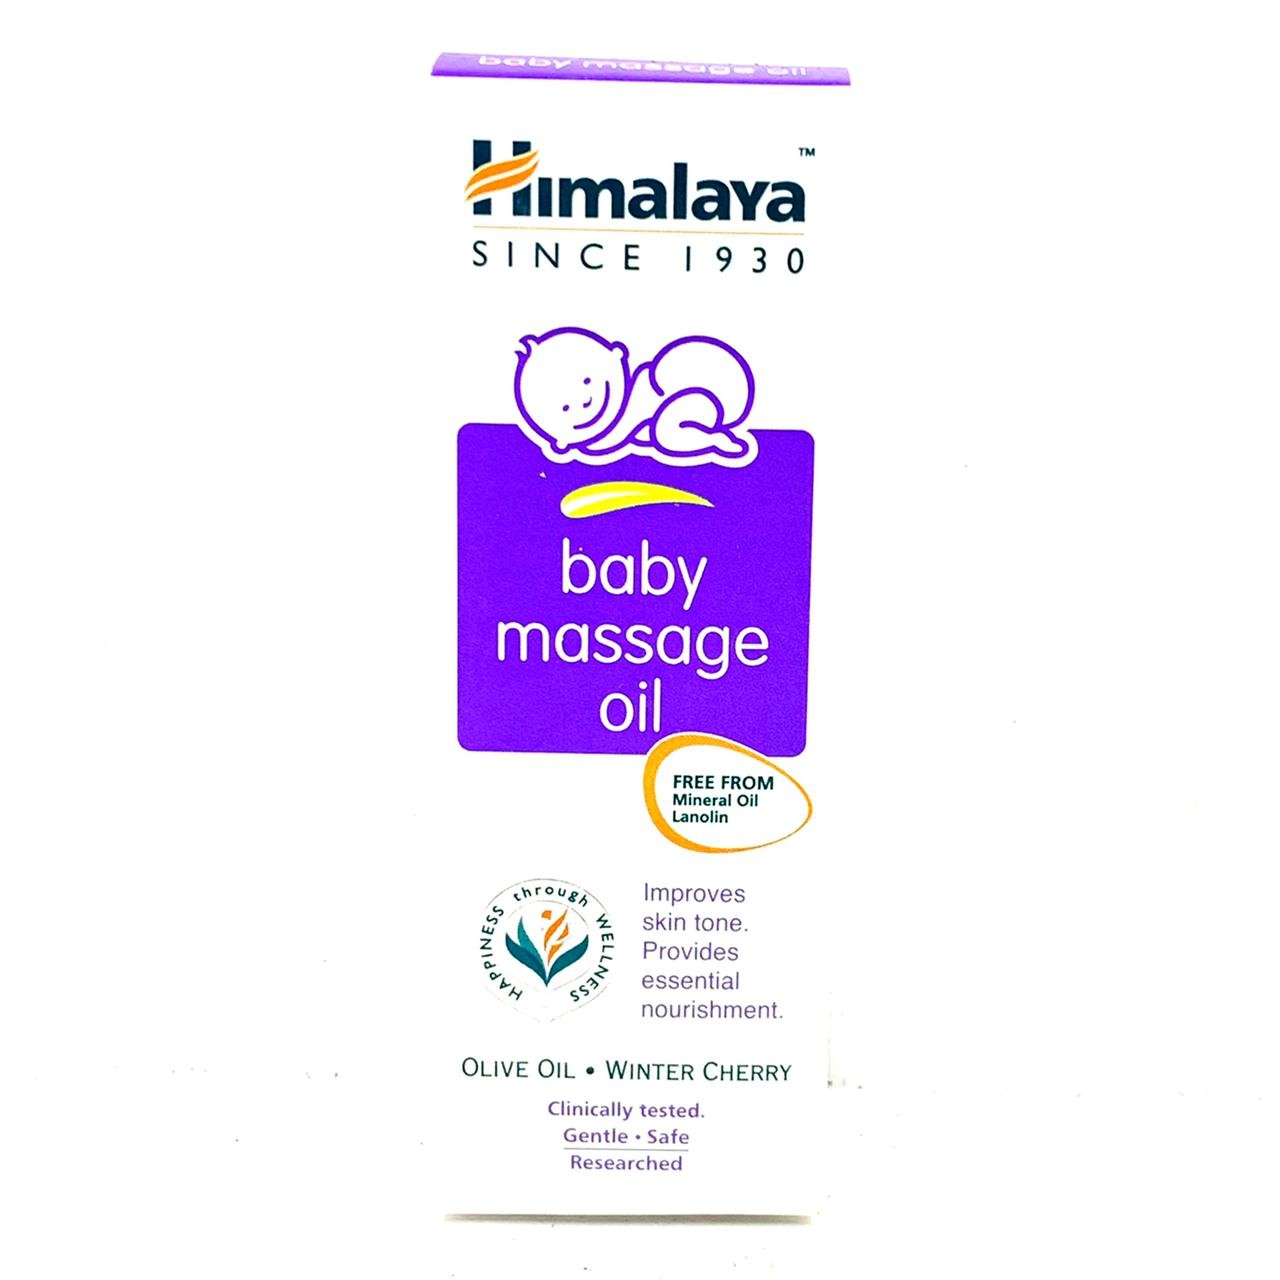 baby massage oil
Himalaya™
SINCE 1930
baby
massage
oil
FREE FROM
Mineral Oil
Lanolin
HAPPINESS through WELLNESS
Improves
skin tone.
Provides
essential
nourishment.
OLIVE OIL • WINTER CHERRY
Clinically tested.
Gentle • Safe
Researched